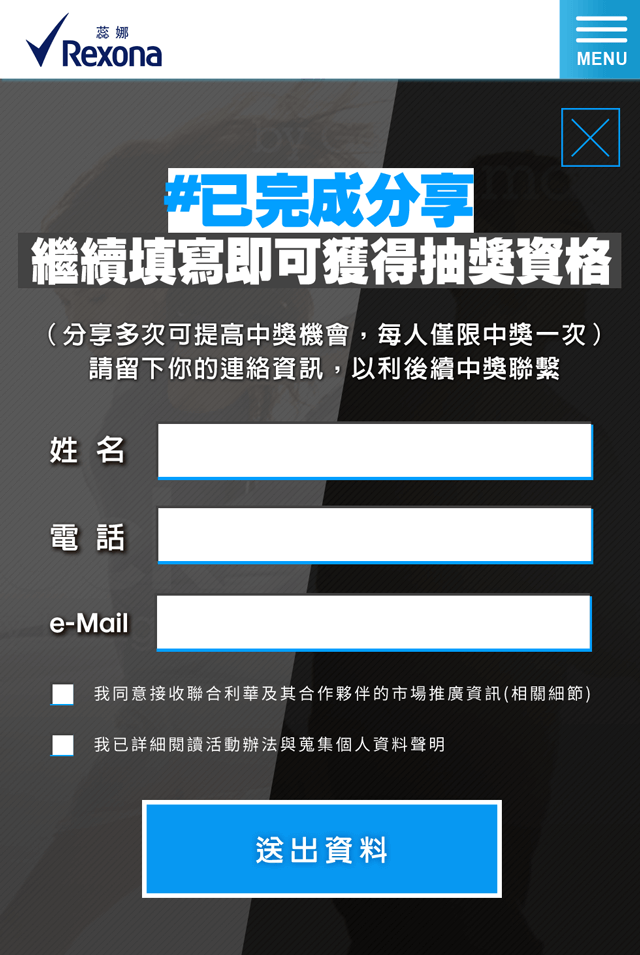 蕊娜
Rexona
MENU
#已完成分享
繼續填寫即可獲得抽獎資格
（分享多次可提高中獎機會，每人僅限中獎一次）
請留下你的連絡資訊，以利後續中獎聯繫
姓名
電話
e-Mail
我同意接收聯合利華及其合作夥伴的市場推廣資訊(相關細節)
我已詳細閱讀活動辦法與蒐集個人資料聲明
送出資料